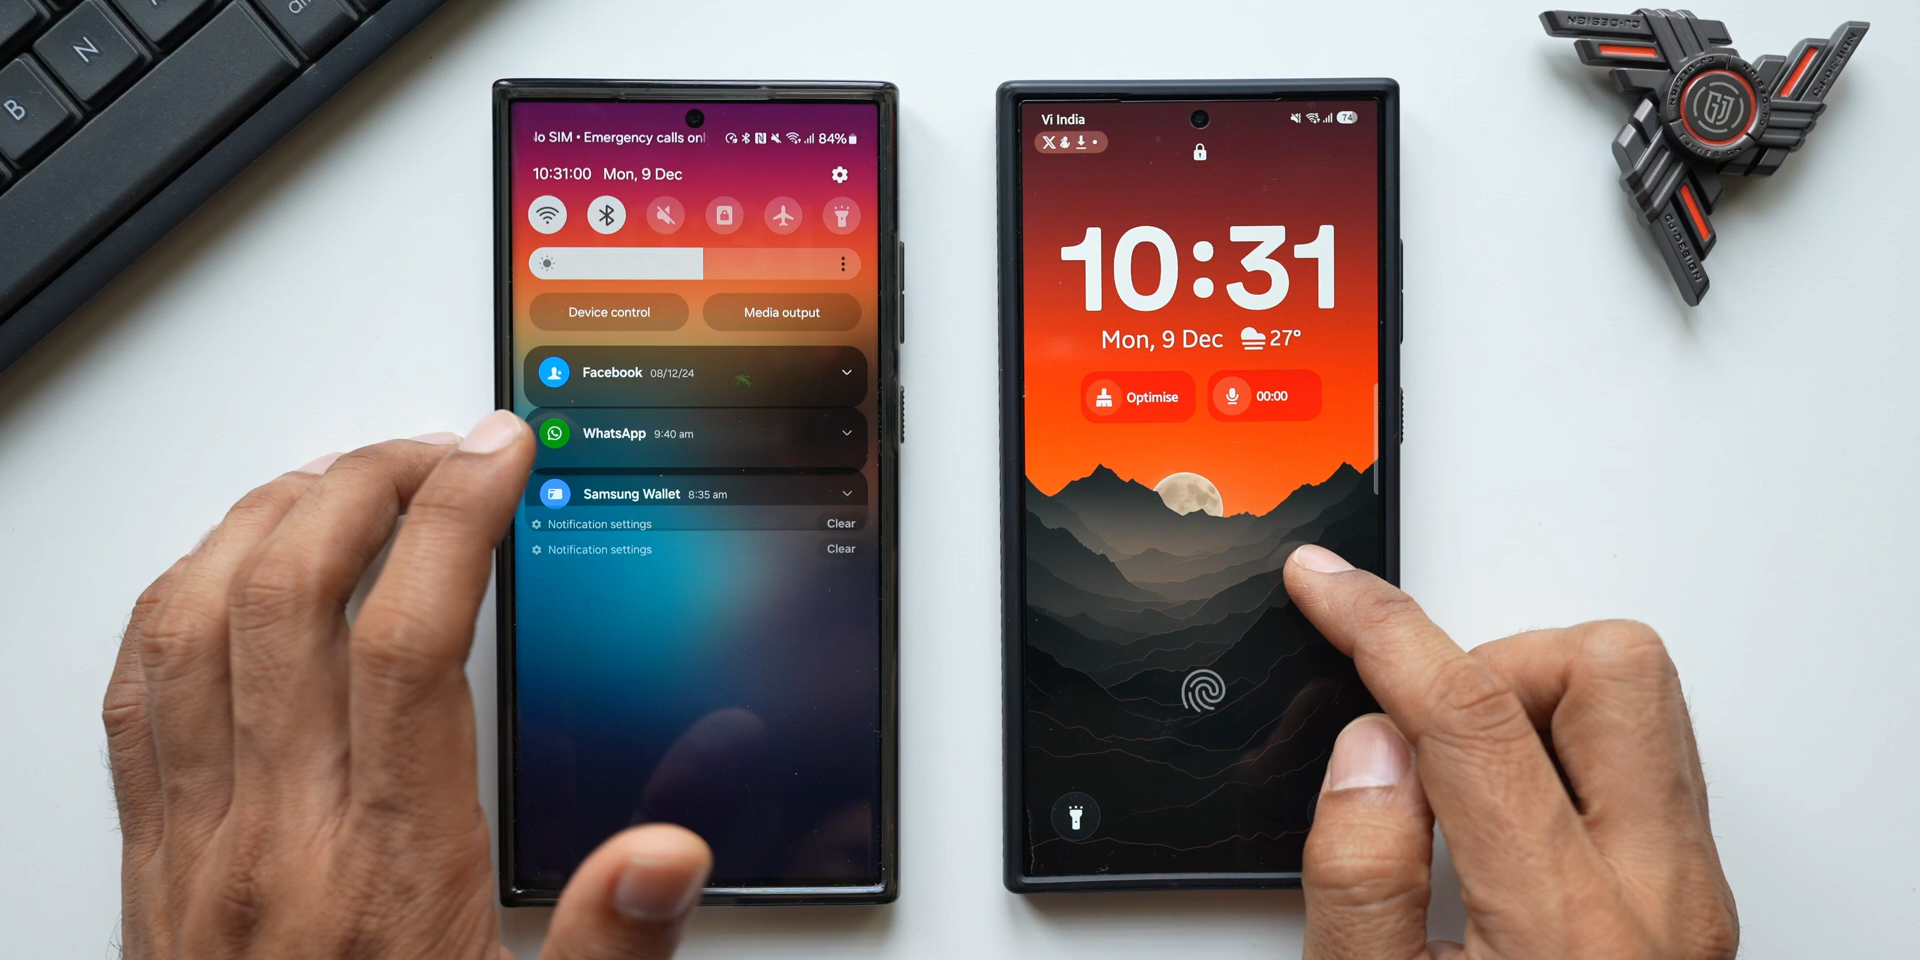 N
B
lo SIM • Emergency calls onl
84%
10:31:00 Mon, 9 Dec
Device control
Media output
Facebook 08/12/24
WhatsApp 9:40 am
Samsung Wallet 8:35 am
Notification settings Clear
Notification settings Clear
Vi India
74
10:31
Mon, 9 Dec 27°
Optimise
00:00